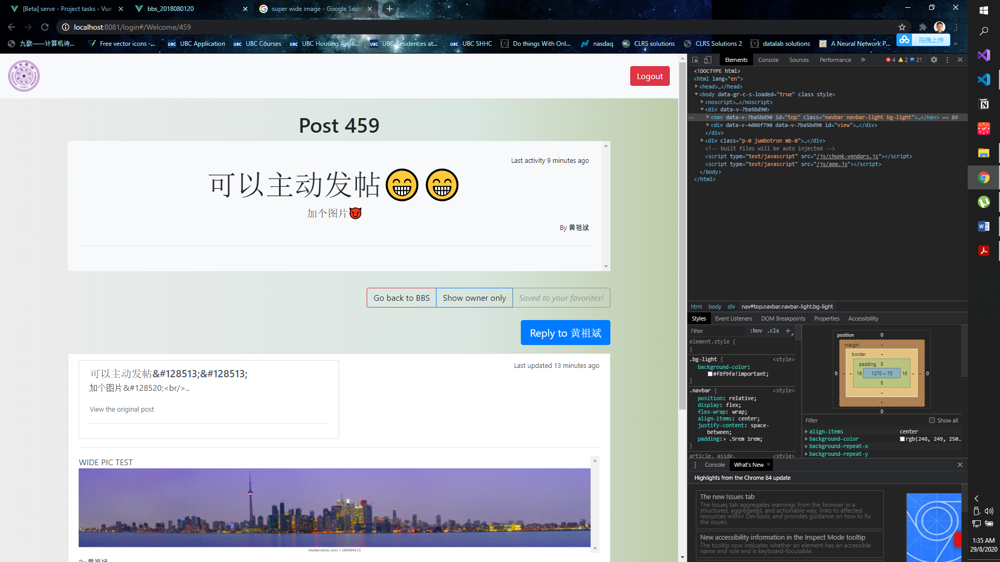 [Beta] serve - Project tasks - Vue
bbs_2018080120
super wide image - Google Sear
localhost:8081/login#/Welcome/459
九歌——计算机诗...
Free vector icons -...
UBC UBC Application
UBC UBC Courses
UBC UBC Housing Appli...
UBC UBC Residences at...
UBC UBC SHHC
Do things With Onl...
nasdaq
CLRS solutions
CLRS Solutions 2
datalab solutions
A Neural Network P...
拖拽上传
»
Logout
Post 459
Last activity 9 minutes ago
可以主动发帖😁😁
加个图片😈
By 黄祖斌
Go back to BBS
Show owner only
Saved to your favorites!
Reply to 黄祖斌
Last updated 13 minutes ago
可以主动发帖&#128513;&#128513;
加个图片&#128520;<br/>..
View the original post
WIDE PIC TEST
shutterstock.com • 165404111
By 黄祖斌
Elements Console Sources Performance » 4 2 21
<!DOCTYPE html>
<html lang="en">
<head>…</head>
<body data-gr-c-s-loaded="true" class style>
<noscript>…</noscript>
<div data-v-7ba5bd90>
<nav data-v-7ba5bd90 id="top" class="navbar navbar-light bg-light">…</nav> == $0
<div data-v-4d08f790 data-v-7ba5bd90 id="view">…</div>
</div>
<div class="p-0 jumbotron mb-0">…</div>
<!-- built files will be auto injected -->
<script type="text/javascript" src="/js/chunk-vendors.js"></script>
<script type="text/javascript" src="/js/app.js"></script>
</body>
</html>
html body div nav#top.navbar.navbar-light.bg-light
Styles Event Listeners DOM Breakpoints Properties Accessibility
Filter :hov .cls +
element.style {
}
.bg-light { <style>
background-color:
#f8f9fa!important;
}
.navbar { <style>
position: relative;
display: flex;
flex-wrap: wrap;
align-items: center;
justify-content: space-
between;
padding: .5rem 1rem;
}
article, aside, <style>
position 0
margin –
border –
padding 8
0 – – 16 1270 × 70 16 – – 0
8
–
–
0
Filter Show all
align-items center
background-color rgb(248, 249, 250…
background-repeat-x
background-repeat-y
Console What's New ×
Highlights from the Chrome 84 update
The new Issues tab
The Issues tab aggregates warnings from the browser in a
structured, aggregated, and actionable way, links to affected
resources within DevTools, and provides guidance on how to fix
the issues.
New accessibility information in the Inspect Mode tooltip
The tooltip now indicates whether an element has an accessible
name and role and is keyboard-focusable.
1:35 AM
29/8/2020